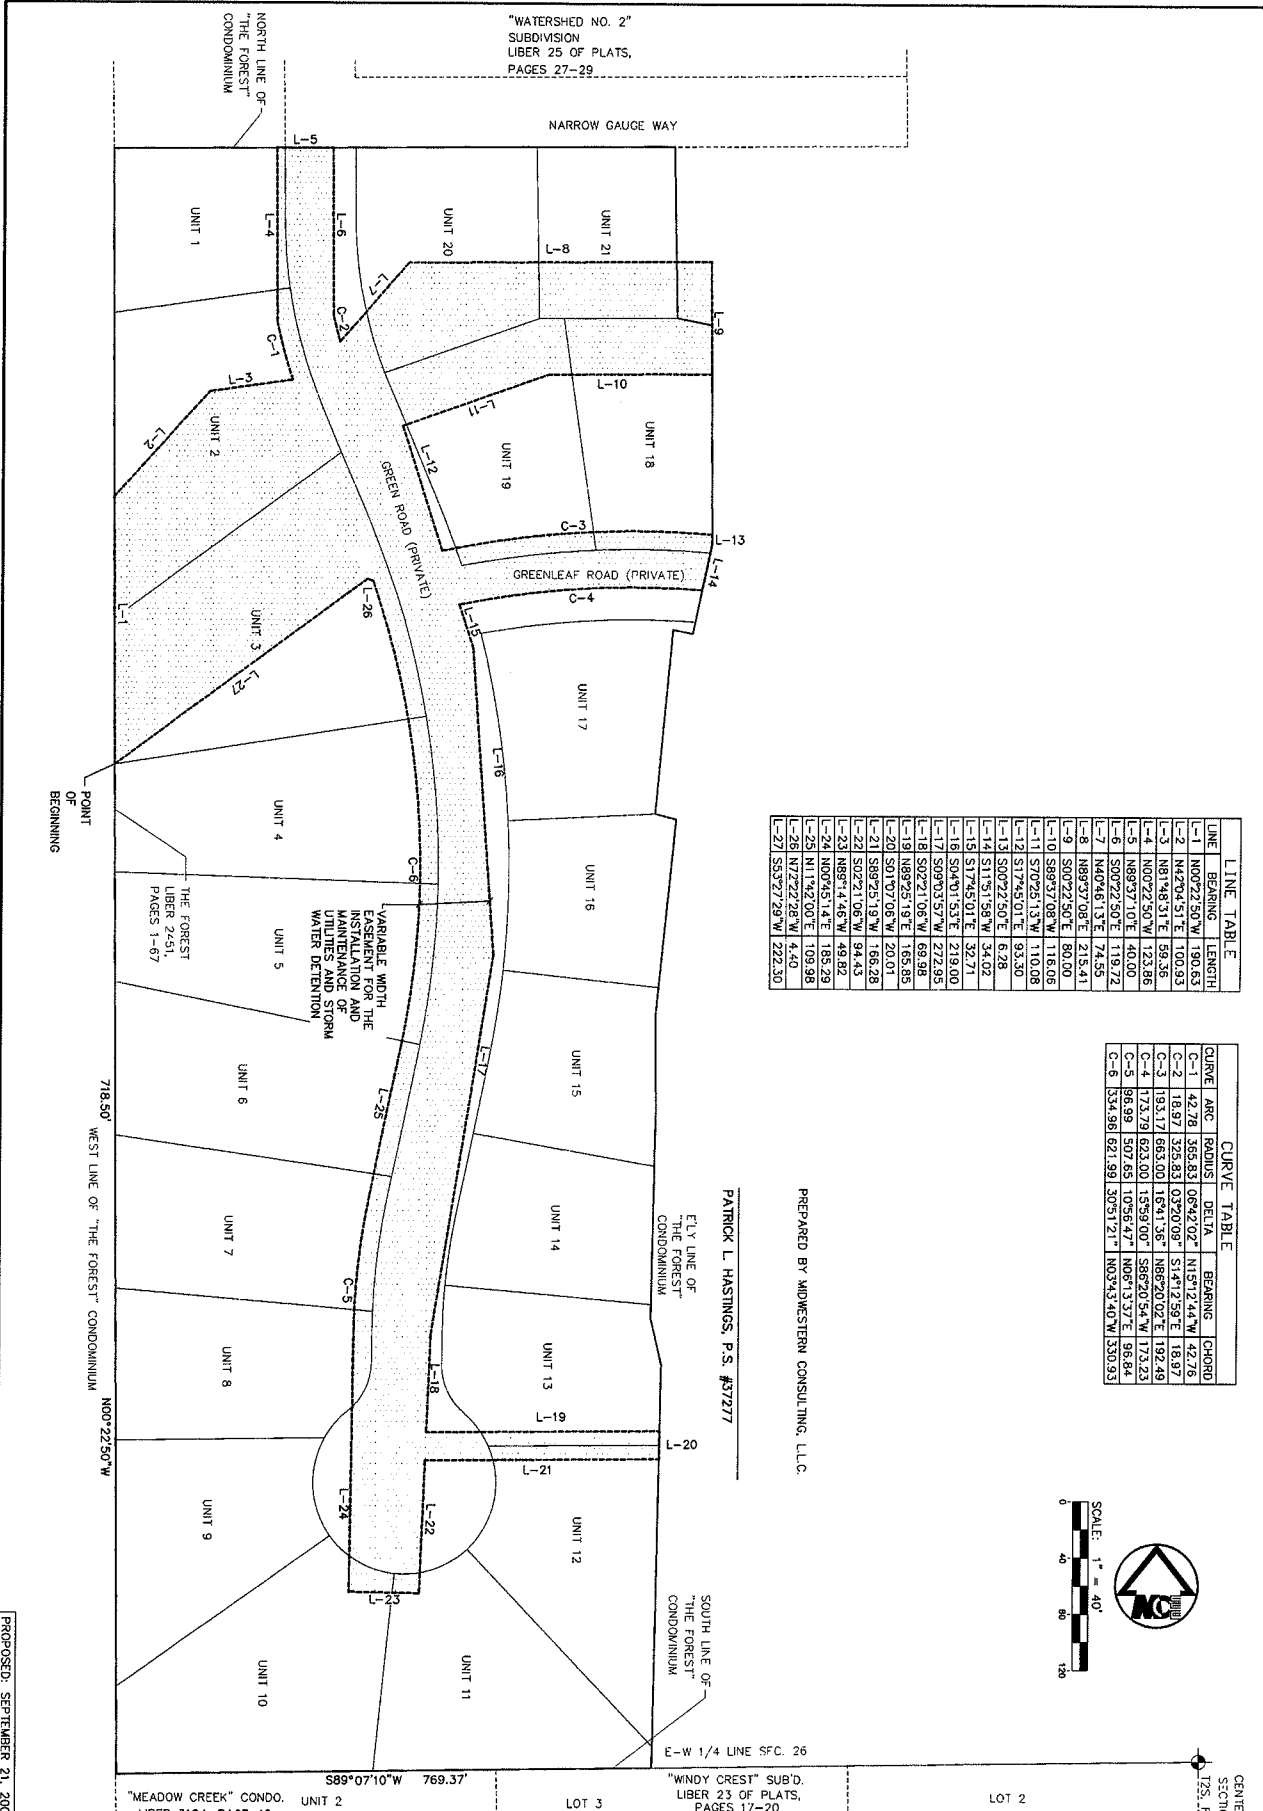 "WATERSHED NO. 2"
SUBDIVISION
LIBER 25 OF PLATS,
PAGES 27-29
NORTH LINE OF
"THE FOREST"
CONDOMINIUM
NARROW GAUGE WAY
L-5
UNIT 1
L-4
L-6
UNIT 20
UNIT 21
L-8
L-7
C-2
C-1
L-9
L-3
L-10
L-2
UNIT 2
L-11
UNIT 18
UNIT 19
L-12
GREEN ROAD (PRIVATE)
C-3
L-13
GREENLEAF ROAD (PRIVATE)
L-14
C-4
L-1
L-26
L-15
UNIT 3
L-27
UNIT 17
L-16
POINT
OF
BEGINNING
UNIT 4
C-6
UNIT 16
THE FOREST
LIBER 2451,
PAGES 1-67
UNIT 5
VARIABLE WIDTH
EASEMENT FOR THE
INSTALLATION AND
MAINTENANCE OF
UTILITIES AND STORM
WATER DETENTION
L-17
UNIT 15
UNIT 6
L-25
718.50'
WEST LINE OF "THE FOREST" CONDOMINIUM
N00°22'50"W
UNIT 7
UNIT 14
E'LY LINE OF
"THE FOREST"
CONDOMINIUM
C-5
UNIT 8
UNIT 13
L-18
L-19
L-20
L-21
UNIT 9
L-24
L-22
UNIT 12
L-23
UNIT 10
UNIT 11
SOUTH LINE OF
"THE FOREST"
CONDOMINIUM
E-W 1/4 LINE SEC. 26
S89°07'10"W 769.37'
"MEADOW CREEK" CONDO.
UNIT 2
LOT 3
"WINDY CREST" SUB'D.
LIBER 23 OF PLATS,
PAGES 17-20
LOT 2
LINE TABLE
LINE BEARING LENGTH
L-1 N00°22'50"W 190.63
L-2 N42°04'51"E 100.93
L-3 N81°48'31"E 59.36
L-4 N00°22'50"W 123.86
L-5 N89°37'10"E 40.00
L-6 S00°22'50"E 119.72
L-7 N40°46'13"E 74.55
L-8 N89°37'08"E 215.41
L-9 S00°22'50"E 80.00
L-10 S89°37'08"W 116.06
L-11 S70°25'13"W 110.08
L-12 S17°45'01"E 93.30
L-13 S00°22'50"E 6.28
L-14 S11°51'58"W 34.02
L-15 S17°45'01"E 32.71
L-16 S04°01'53"E 219.00
L-17 S09°03'57"W 272.95
L-18 S02°21'06"W 69.98
L-19 N89°25'19"E 165.85
L-20 S01°07'06"W 20.01
L-21 S89°25'19"W 166.28
L-22 S02°21'06"W 94.43
L-23 N89°14'46"W 49.82
L-24 N00°45'14"E 185.29
L-25 N11°42'00"E 109.98
L-26 N72°22'28"W 4.40
L-27 S53°27'29"W 222.30
CURVE TABLE
CURVE ARC RADIUS DELTA BEARING CHORD
C-1 42.78 365.83 06°42'02" N15°12'44"W 42.76
C-2 18.97 325.83 03°20'09" S14°12'59"E 18.97
C-3 193.17 663.00 16°41'36" N86°20'02"E 192.49
C-4 173.79 623.00 15°59'00" S86°20'54"W 173.23
C-5 96.99 507.65 10°56'47" N06°13'37"E 96.84
C-6 334.96 621.99 30°51'21" N03°43'40"W 330.93
PREPARED BY MIDWESTERN CONSULTING, L.L.C.
PATRICK L. HASTINGS, P.S. #37277
SCALE: 1" = 40'
0 40 80 120
PROPOSED: SEPTEMBER 21, 200